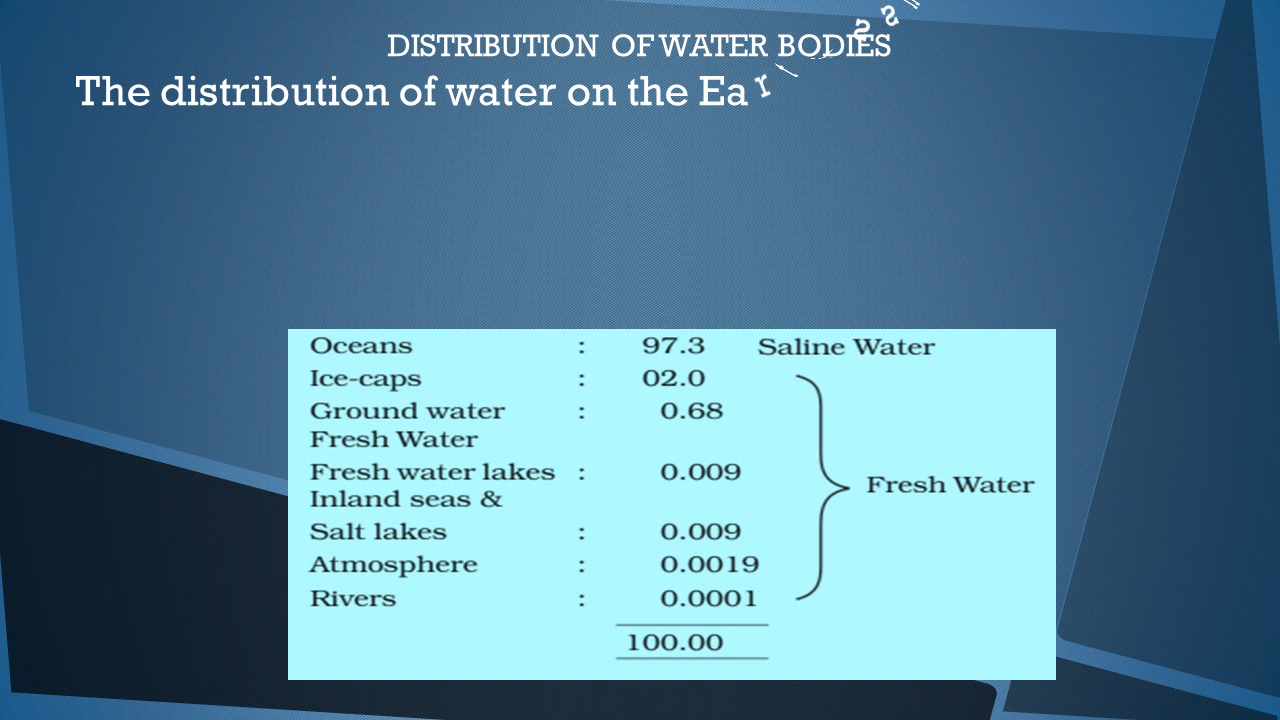 DISTRIBUTION OF WATER BODIES
The distribution of water on the Ear
Oceans : 97.3 Saline Water
Ice-caps : 02.0
Ground water : 0.68
Fresh Water
Fresh water lakes : 0.009
Fresh Water
Inland seas &
Salt lakes : 0.009
Atmosphere : 0.0019
Rivers : 0.0001
100.00